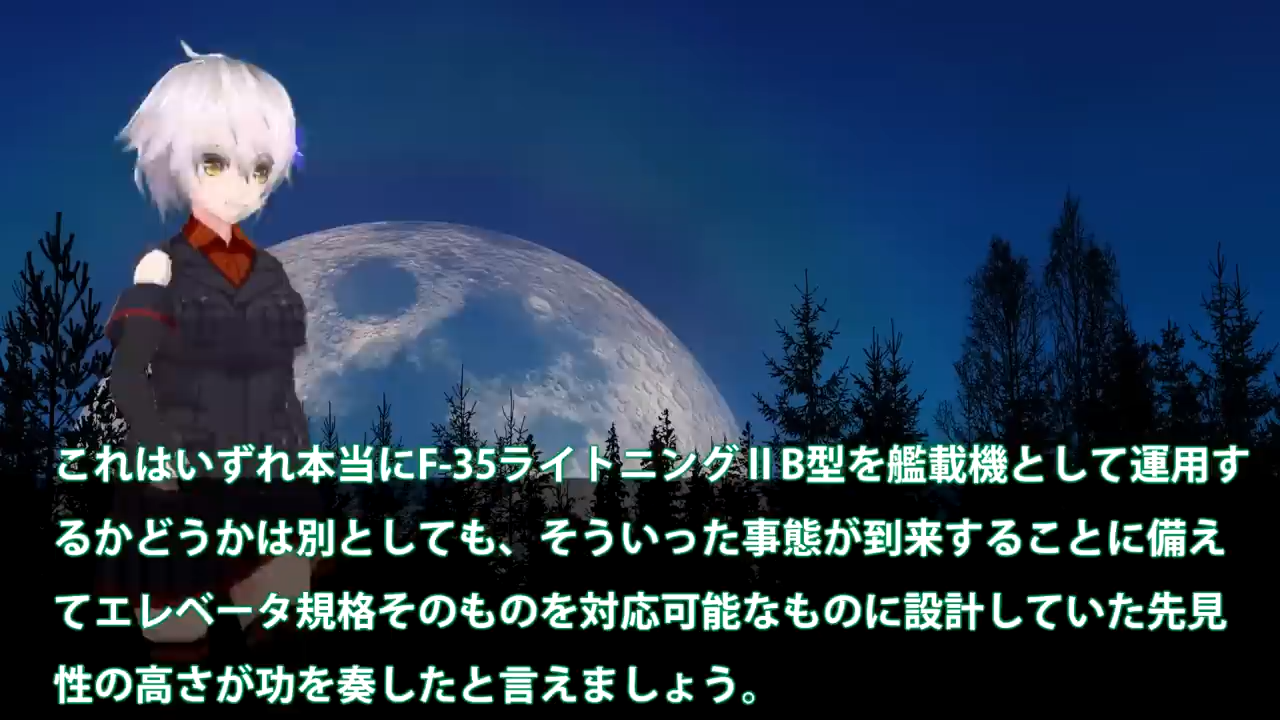 これはいずれ本当にF-35ライトニングⅡB型を艦載機として運用す
るかどうかは別としても、そういった事態が到来することに備え
てエレベータ規格そのものを対応可能なものに設計していた先見
性の高さが功を奏したと言えましょう。